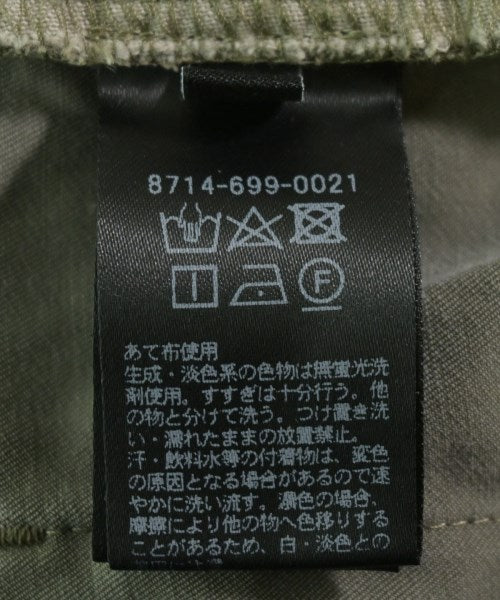 8714-699-0021
F
あて布使用
生成・淡色系の色物は無蛍光洗
剤使用。すすぎは十分行う。他
の物と分けて洗う。つけ置き洗
い・濡れたままの放置禁止。
汗・飲料水等の付着物は、変色
の原因となる場合があるので速
やかに洗い流す。濃色の場合、
摩擦により他の物へ色移りする
ことがあるため、白・淡色との